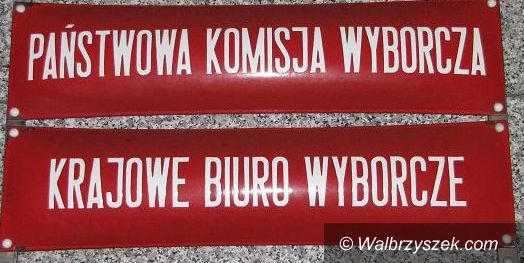 PAŃSTWOWA KOMISJA WYBORCZA
KRAJOWE BIURO WYBORCZE
© Walbrzyszek.com